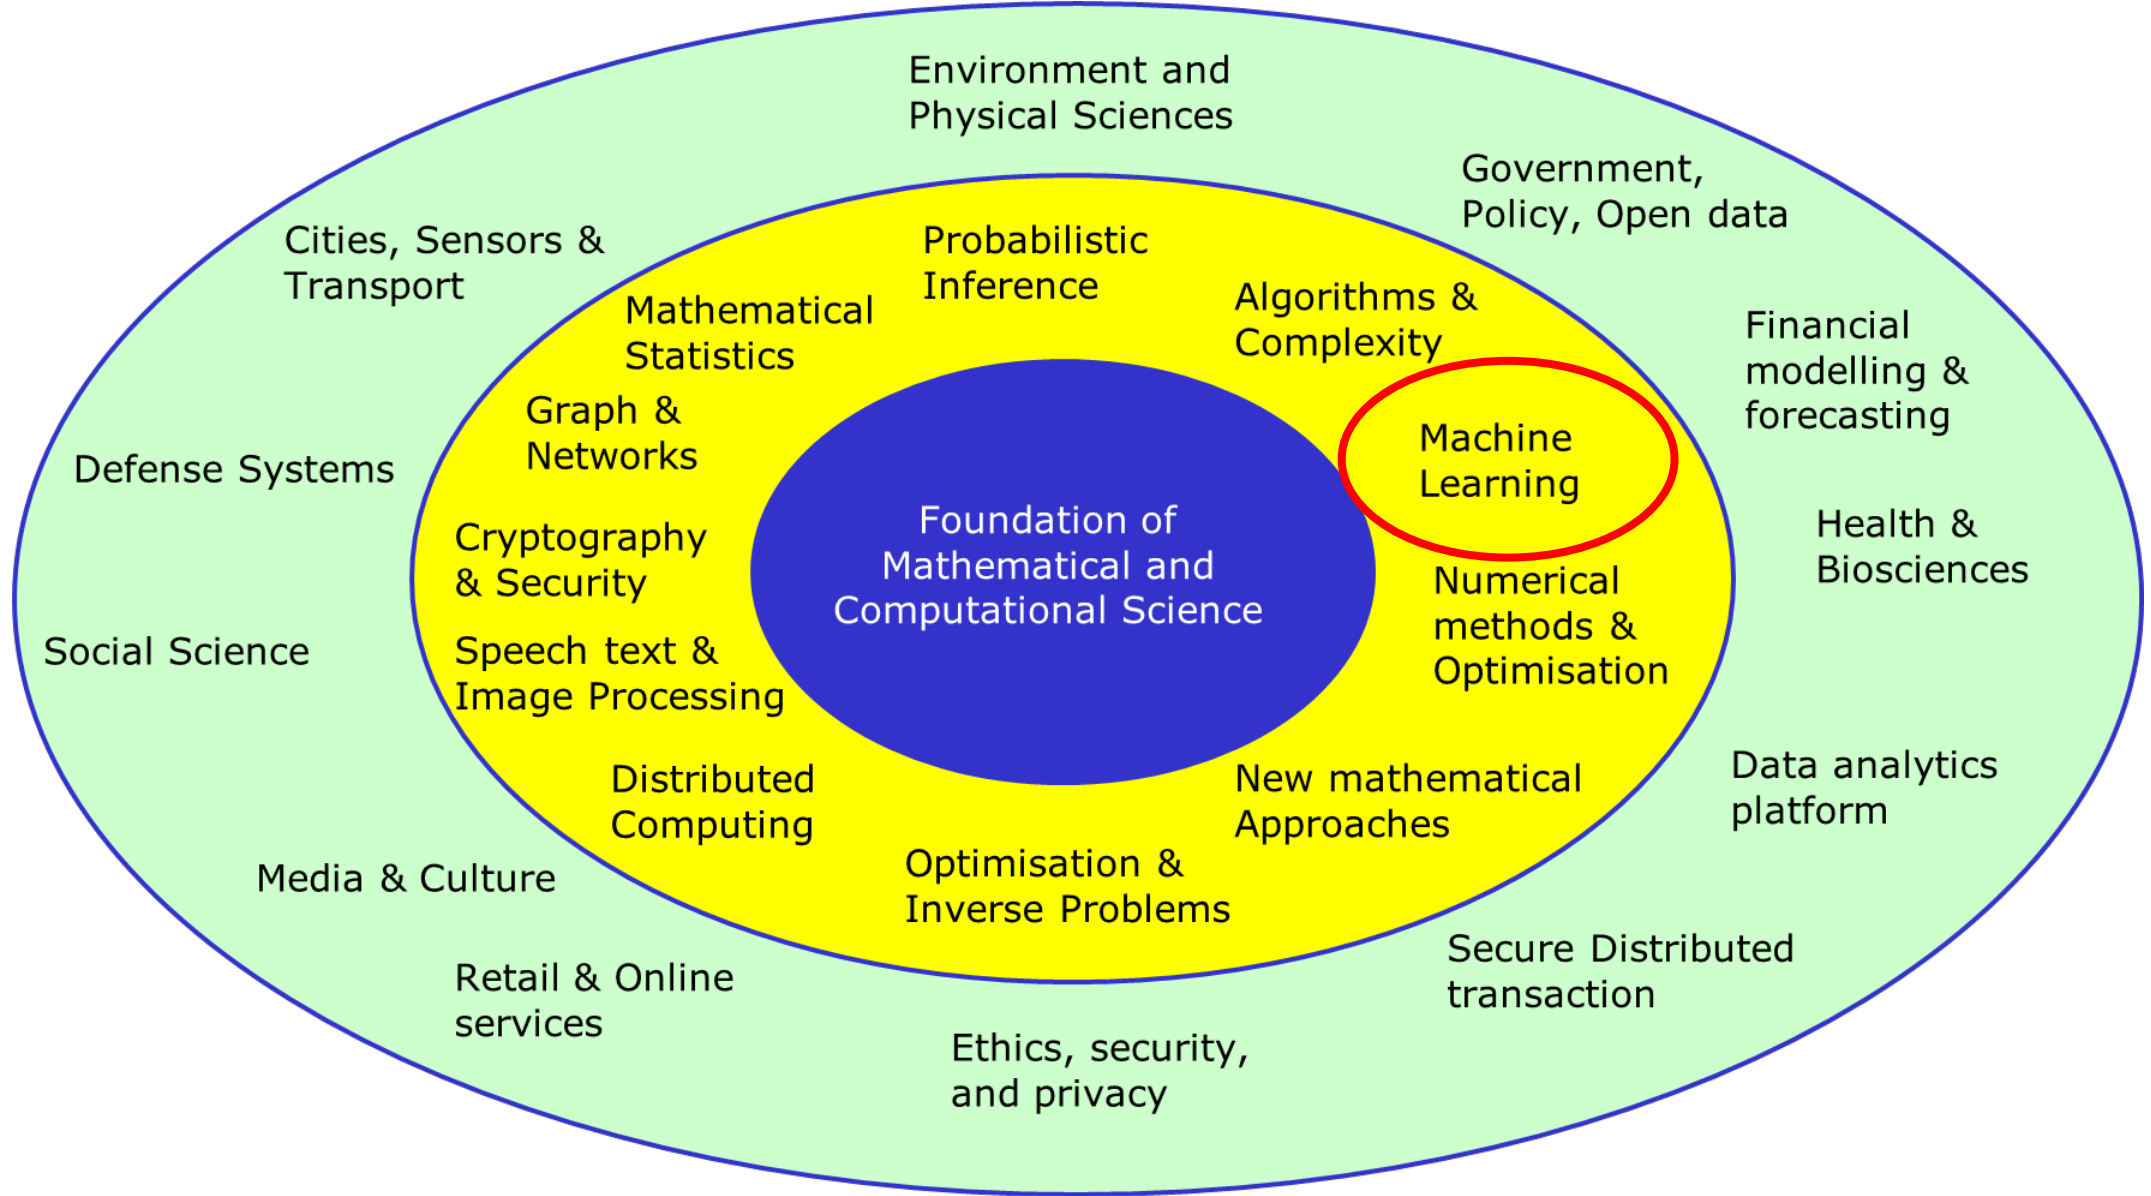 Environment and
Physical Sciences
Government,
Policy, Open data
Cities, Sensors &
Transport
Probabilistic
Inference
Mathematical
Statistics
Algorithms &
Complexity
Financial
modelling &
forecasting
Graph &
Networks
Machine
Learning
Defense Systems
Foundation of
Mathematical and
Computational Science
Cryptography
& Security
Health &
Biosciences
Numerical
methods &
Optimisation
Social Science
Speech text &
Image Processing
Distributed
Computing
New mathematical
Approaches
Data analytics
platform
Optimisation &
Inverse Problems
Media & Culture
Secure Distributed
transaction
Retail & Online
services
Ethics, security,
and privacy